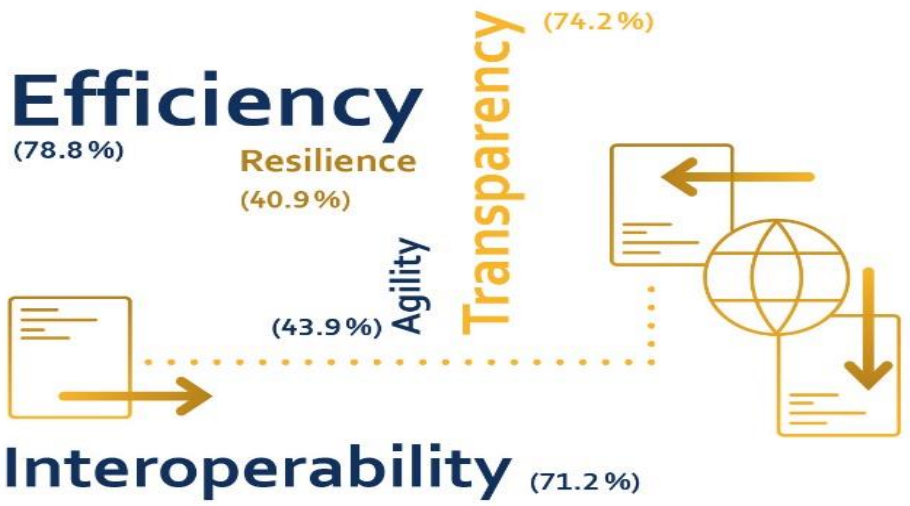 Efficiency
(78.8 %)
Resilience
(40.9 %)
Transparency
(74.2 %)
Agility
(43.9 %)
Interoperability (71.2 %)